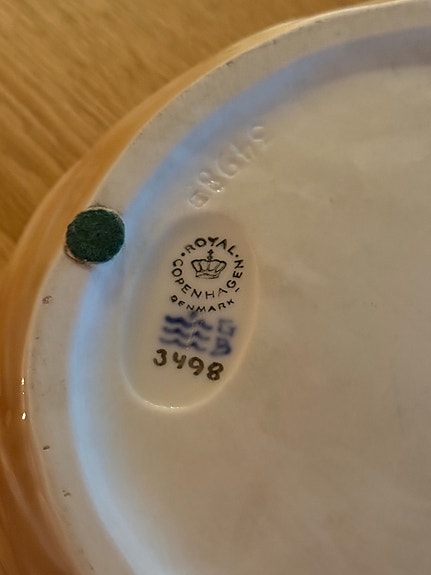 ROYAL
COPENHAGEN
DENMARK
3498